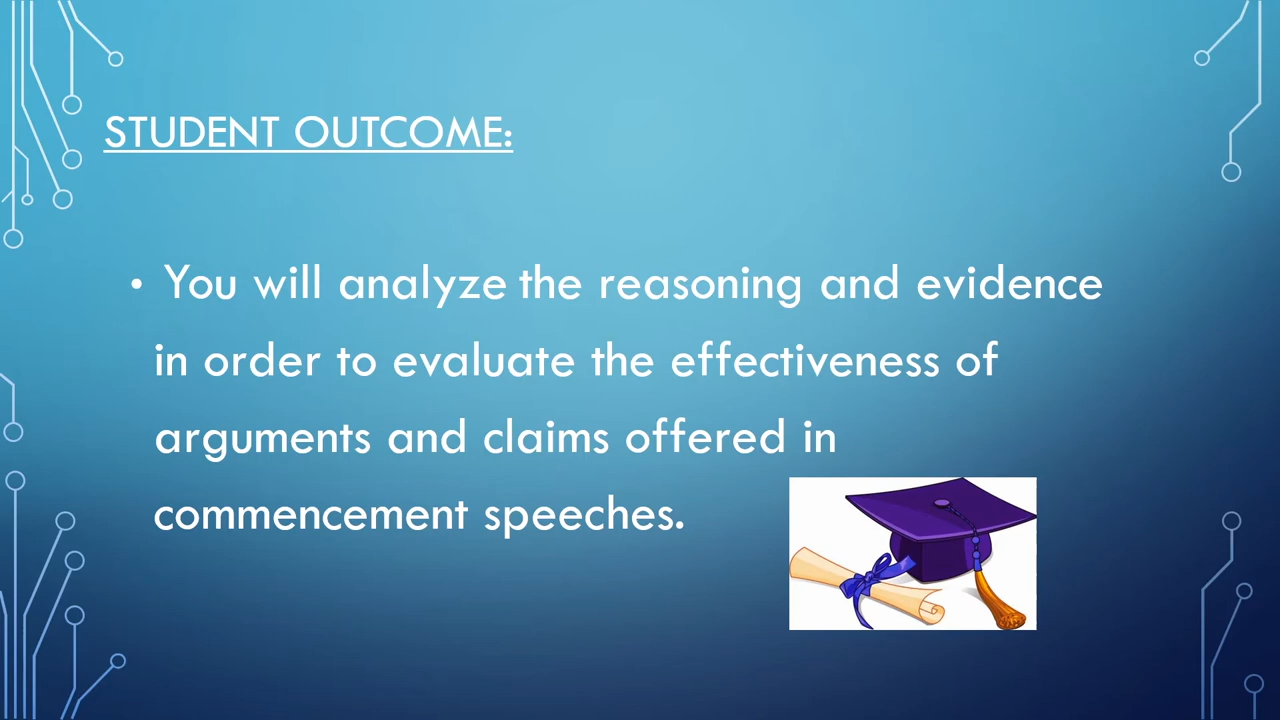 STUDENT OUTCOME:
• You will analyze the reasoning and evidence
in order to evaluate the effectiveness of
arguments and claims offered in
commencement speeches.